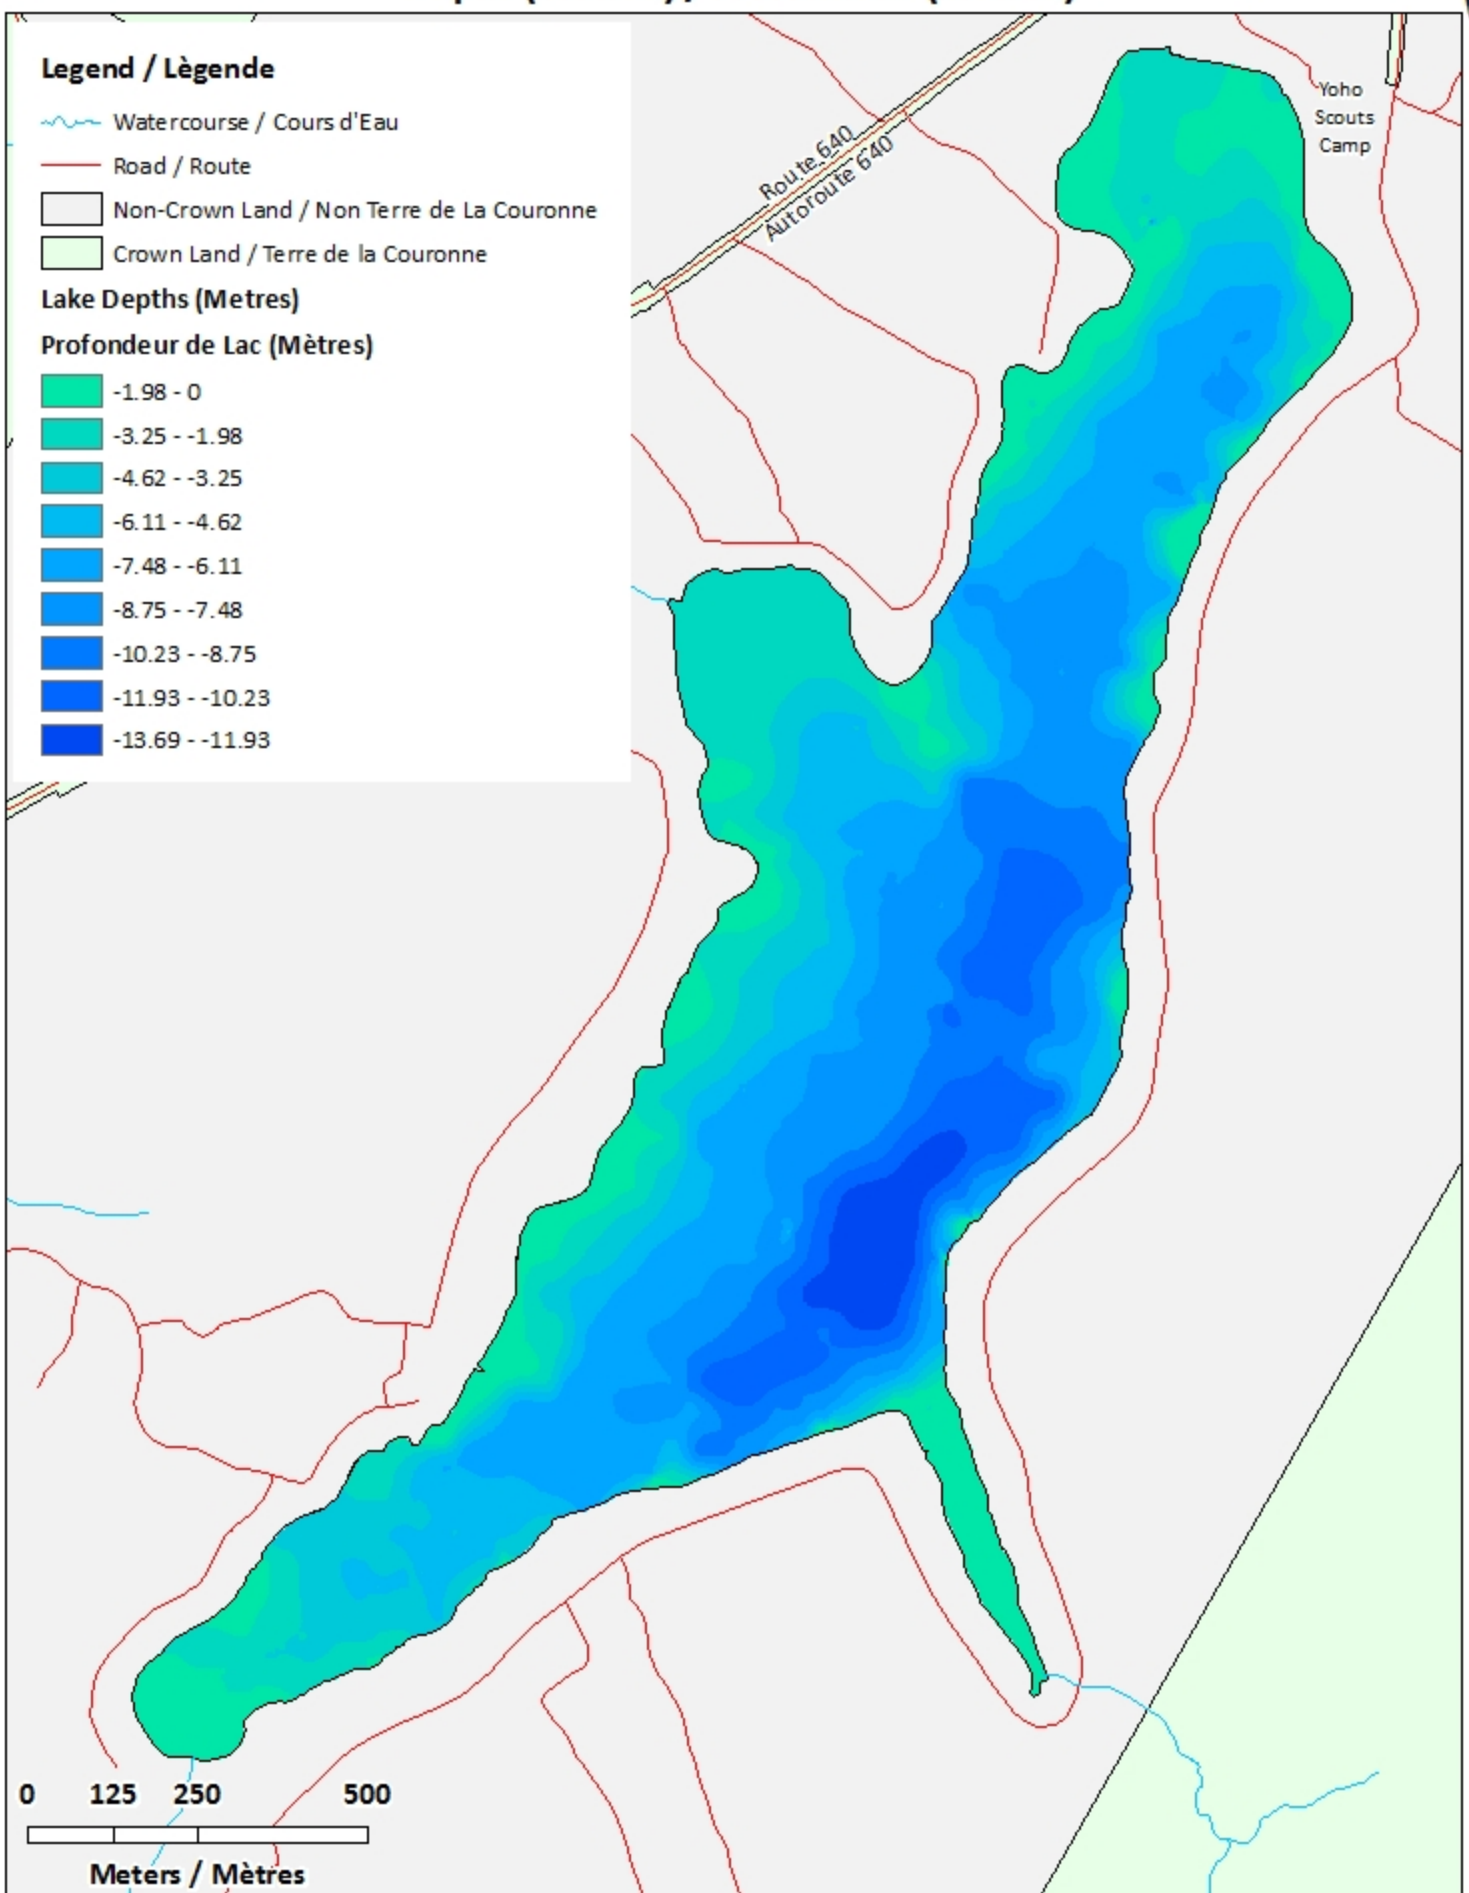 Legend / Lègende
Watercourse / Cours d'Eau
Road / Route
Non-Crown Land / Non Terre de La Couronne
Crown Land / Terre de la Couronne
Lake Depths (Metres)
Profondeur de Lac (Mètres)
-1.98 - 0
-3.25 - -1.98
-4.62 - -3.25
-6.11 - -4.62
-7.48 - -6.11
-8.75 - -7.48
-10.23 - -8.75
-11.93 - -10.23
-13.69 - -11.93
Route 640
Autoroute 640
Yoho
Scouts
Camp
0 125 250 500
Meters / Mètres